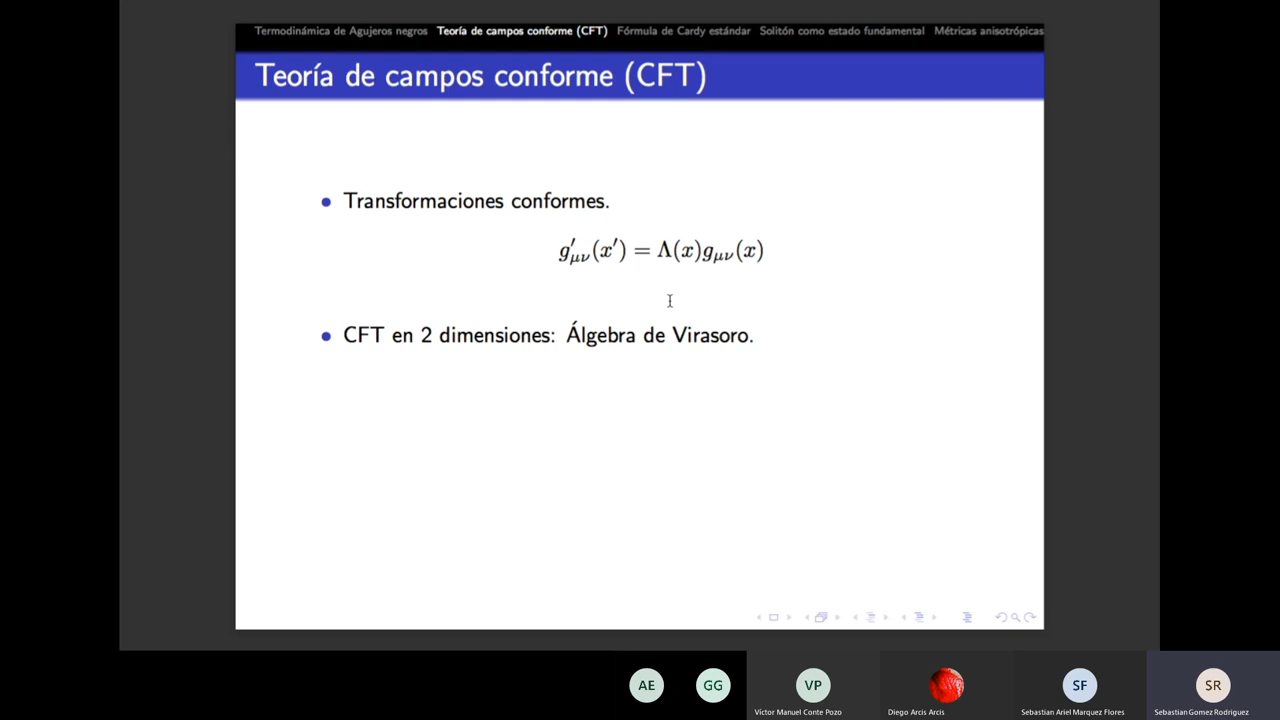 Termodinámica de Agujeros negros Teoría de campos conforme (CFT) Fórmula de Cardy estándar Solitón como estado fundamental Métricas anisotrópicas
Teoría de campos conforme (CFT)
• Transformaciones conformes.
g′μν(x′) = Λ(x)gμν(x)
• CFT en 2 dimensiones: Álgebra de Virasoro.
AE GG VP SF SR
Víctor Manuel Conte Pozo Diego Arcis Arcis Sebastian Ariel Marquez Flores Sebastian Gomez Rodriguez